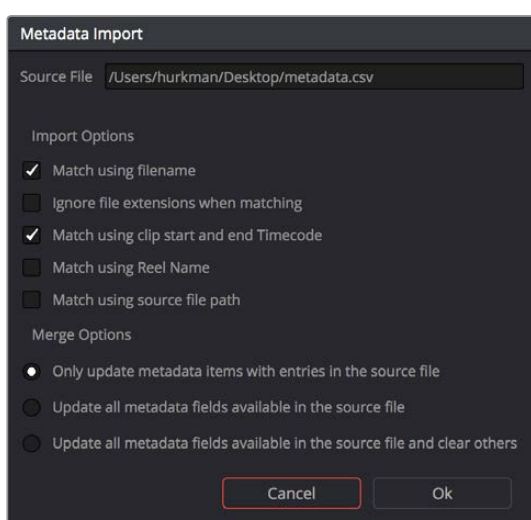 Metadata Import
Source File /Users/hurkman/Desktop/metadata.csv
Import Options
Match using filename
Ignore file extensions when matching
Match using clip start and end Timecode
Match using Reel Name
Match using source file path
Merge Options
Only update metadata items with entries in the source file
Update all metadata fields available in the source file
Update all metadata fields available in the source file and clear others
Cancel Ok